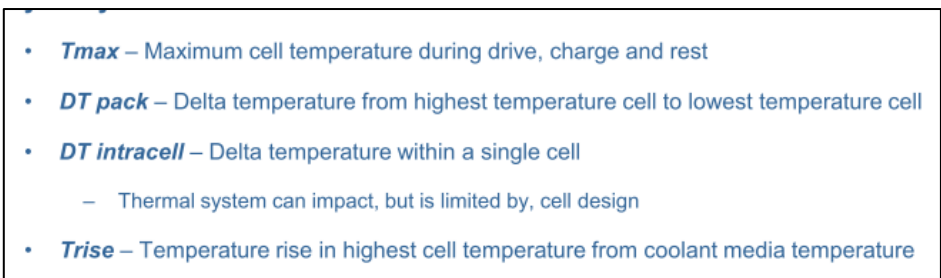 • Tmax – Maximum cell temperature during drive, charge and rest
• DT pack – Delta temperature from highest temperature cell to lowest temperature cell
• DT intracell – Delta temperature within a single cell
– Thermal system can impact, but is limited by, cell design
• Trise – Temperature rise in highest cell temperature from coolant media temperature